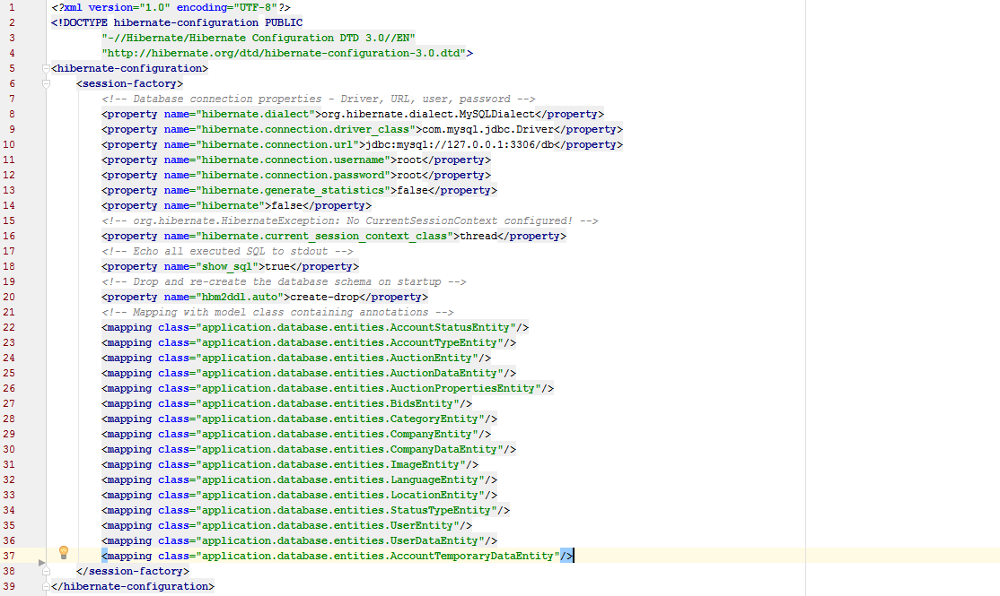 1 <?xml version="1.0" encoding="UTF-8"?>
2 <!DOCTYPE hibernate-configuration PUBLIC
3 "-//Hibernate/Hibernate Configuration DTD 3.0//EN"
4 "http://hibernate.org/dtd/hibernate-configuration-3.0.dtd">
5 <hibernate-configuration>
6 <session-factory>
7 <!-- Database connection properties - Driver, URL, user, password -->
8 <property name="hibernate.dialect">org.hibernate.dialect.MySQLDialect</property>
9 <property name="hibernate.connection.driver_class">com.mysql.jdbc.Driver</property>
10 <property name="hibernate.connection.url">jdbc:mysql://127.0.0.1:3306/db</property>
11 <property name="hibernate.connection.username">root</property>
12 <property name="hibernate.connection.password">root</property>
13 <property name="hibernate.generate_statistics">false</property>
14 <property name="hibernate">false</property>
15 <!-- org.hibernate.HibernateException: No CurrentSessionContext configured! -->
16 <property name="hibernate.current_session_context_class">thread</property>
17 <!-- Echo all executed SQL to stdout -->
18 <property name="show_sql">true</property>
19 <!-- Drop and re-create the database schema on startup -->
20 <property name="hbm2ddl.auto">create-drop</property>
21 <!-- Mapping with model class containing annotations -->
22 <mapping class="application.database.entities.AccountStatusEntity"/>
23 <mapping class="application.database.entities.AccountTypeEntity"/>
24 <mapping class="application.database.entities.AuctionEntity"/>
25 <mapping class="application.database.entities.AuctionDataEntity"/>
26 <mapping class="application.database.entities.AuctionPropertiesEntity"/>
27 <mapping class="application.database.entities.BidsEntity"/>
28 <mapping class="application.database.entities.CategoryEntity"/>
29 <mapping class="application.database.entities.CompanyEntity"/>
30 <mapping class="application.database.entities.CompanyDataEntity"/>
31 <mapping class="application.database.entities.ImageEntity"/>
32 <mapping class="application.database.entities.LanguageEntity"/>
33 <mapping class="application.database.entities.LocationEntity"/>
34 <mapping class="application.database.entities.StatusTypeEntity"/>
35 <mapping class="application.database.entities.UserEntity"/>
36 <mapping class="application.database.entities.UserDataEntity"/>
37 <mapping class="application.database.entities.AccountTemporaryDataEntity"/>
38 </session-factory>
39 </hibernate-configuration>